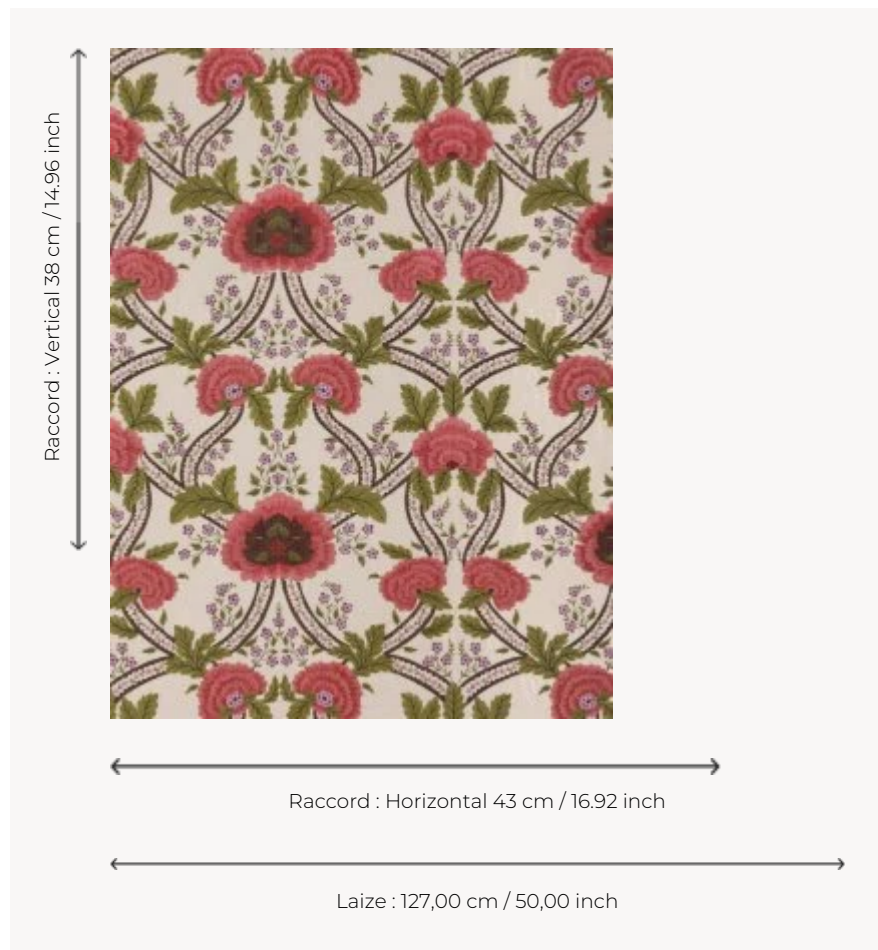 Raccord : Vertical 38 cm / 14.96 inch
Raccord : Horizontal 43 cm / 16.92 inch
Laize : 127,00 cm / 50,00 inch